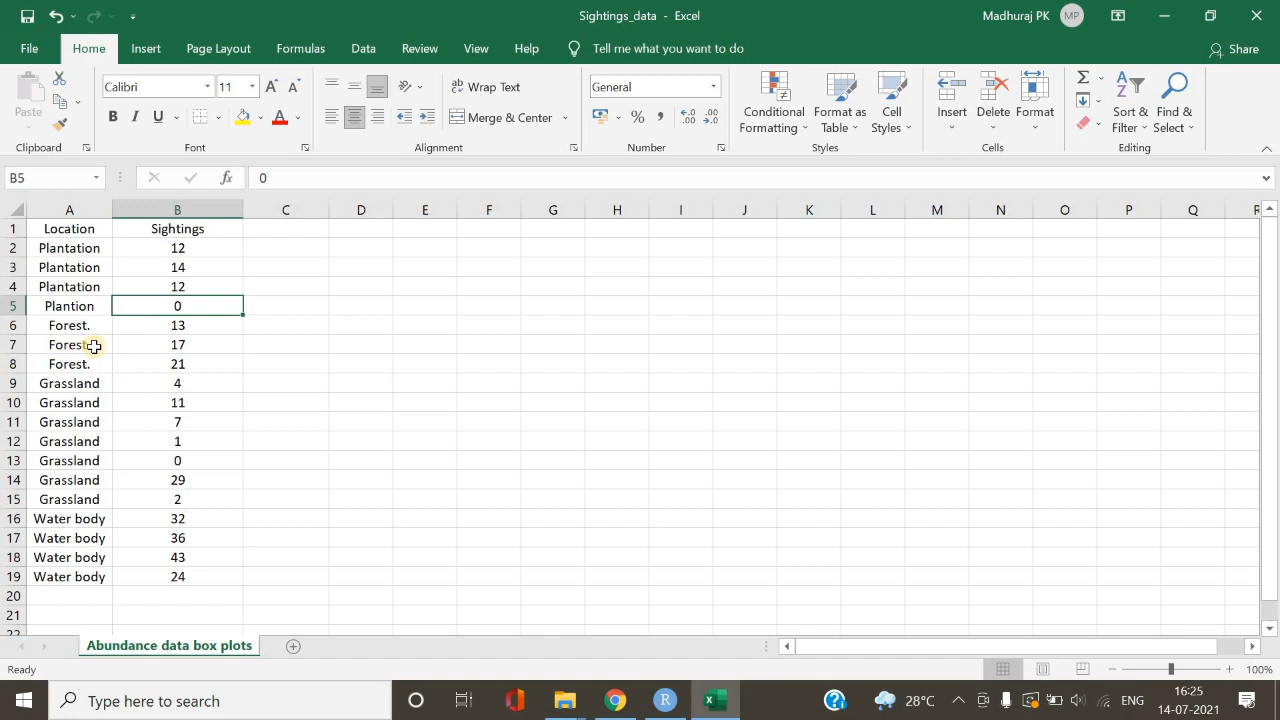 Sightings_data - Excel
Madhuraj PK MP
File Home Insert Page Layout Formulas Data Review View Help Tell me what you want to do Share
Paste
Clipboard
Calibri 11
B I U
Font
Wrap Text
Merge & Center
Alignment
General
Number
Conditional Formatting
Format as Table
Cell Styles
Styles
Insert Delete Format
Cells
Sort & Filter
Find & Select
Editing
B5 fx 0
A B C D E F G H I J K L M N O P Q R
1 Location Sightings
2 Plantation 12
3 Plantation 14
4 Plantation 12
5 Plantion 0
6 Forest. 13
7 Forest 17
8 Forest. 21
9 Grassland 4
10 Grassland 11
11 Grassland 7
12 Grassland 1
13 Grassland 0
14 Grassland 29
15 Grassland 2
16 Water body 32
17 Water body 36
18 Water body 43
19 Water body 24
20
21
22
Abundance data box plots
Ready 100%
Type here to search
28°C ENG
16:25
14-07-2021